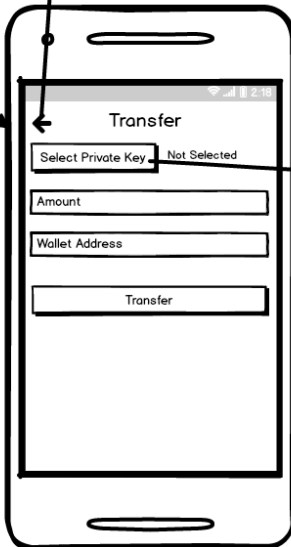 2:18
Transfer
Select Private Key Not Selected
Amount
Wallet Address
Transfer